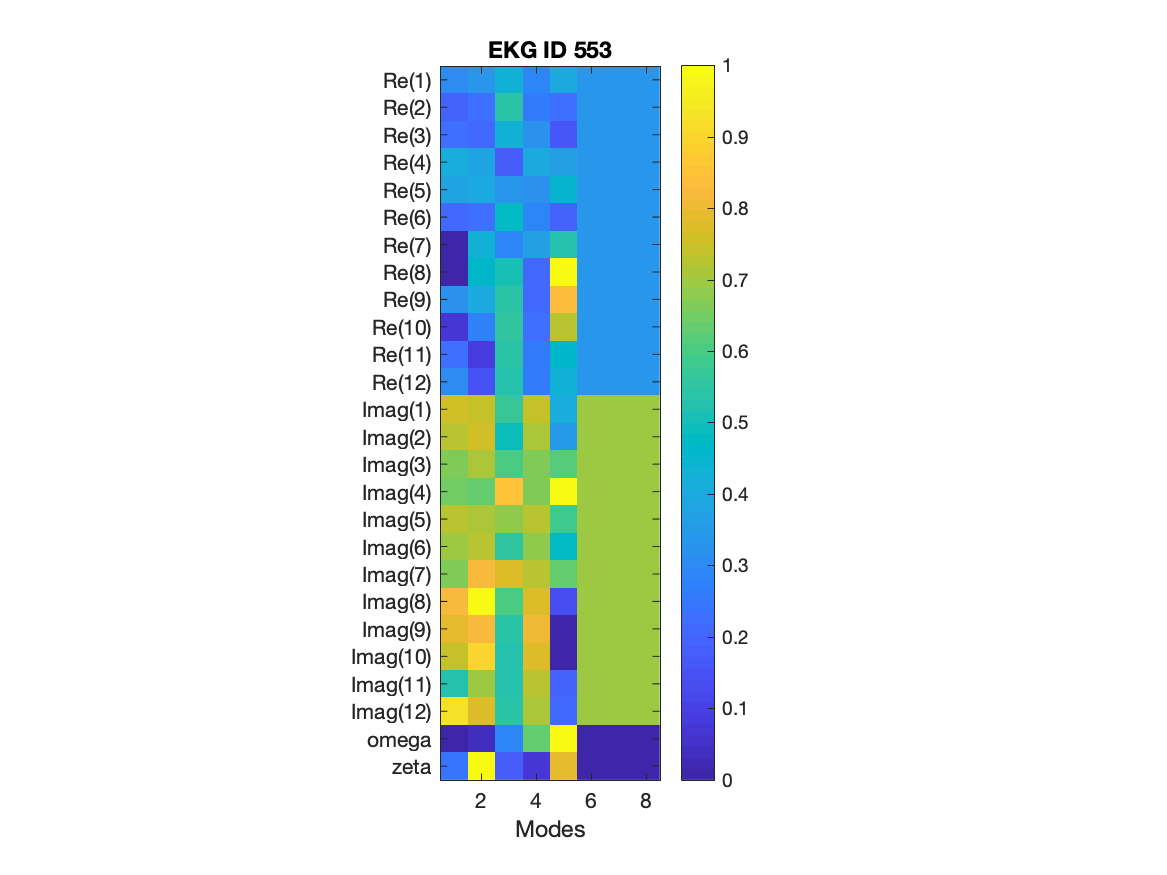 EKG ID 553
Re(1)
Re(2)
Re(3)
Re(4)
Re(5)
Re(6)
Re(7)
Re(8)
Re(9)
Re(10)
Re(11)
Re(12)
Imag(1)
Imag(2)
Imag(3)
Imag(4)
Imag(5)
Imag(6)
Imag(7)
Imag(8)
Imag(9)
Imag(10)
Imag(11)
Imag(12)
omega
zeta
2 4 6 8
Modes
1
0.9
0.8
0.7
0.6
0.5
0.4
0.3
0.2
0.1
0